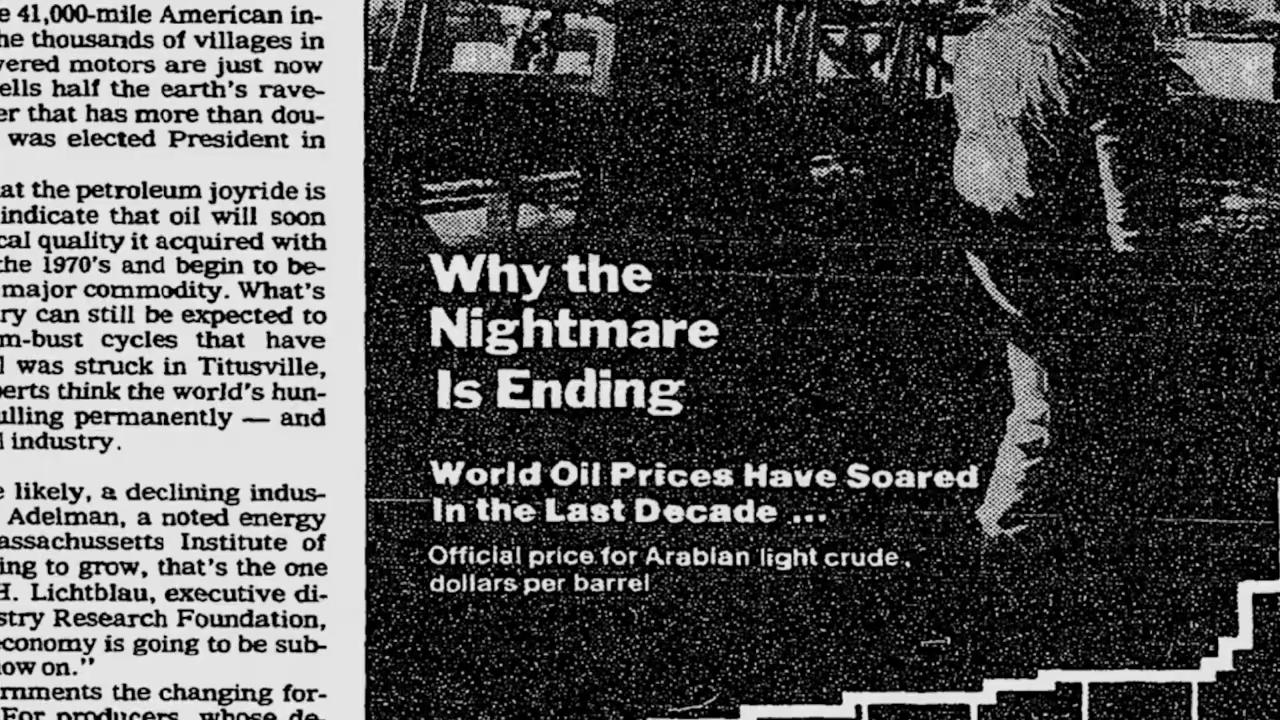 e 41,000-mile American in-
he thousands of villages in
vered motors are just now
ells half the earth's rave-
er that has more than dou-
was elected President in
at the petroleum joyride is
indicate that oil will soon
cal quality it acquired with
the 1970's and begin to be-
major commodity. What's
ry can still be expected to
m-bust cycles that have
l was struck in Titusville,
perts think the world's hun-
ulling permanently — and
l industry.
e likely, a declining indus-
Adelman, a noted energy
assachussetts Institute of
ing to grow, that's the one
H. Lichtblau, executive di-
stry Research Foundation,
economy is going to be sub-
now on."
rnments the changing for-
For producers, whose de-
Why the
Nightmare
Is Ending
World Oil Prices Have Soared
In the Last Decade ...
Official price for Arabian light crude,
dollars per barrel